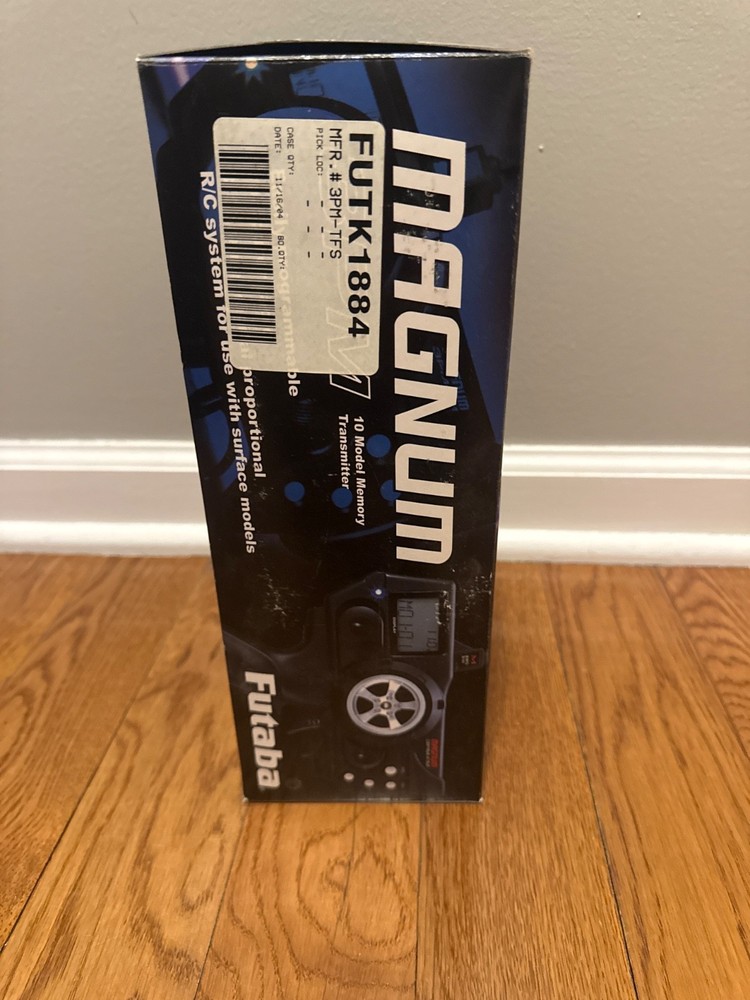 MAGNUM
FUTK1884
MFR.# 3PM-TFS
PICK LOC: - - -
- - -
CASE QTY:
DATE: 11/16/04 BO.QTY:
10 Model Memory
Transmitter
proportional
R/C system for use with surface models
Futaba